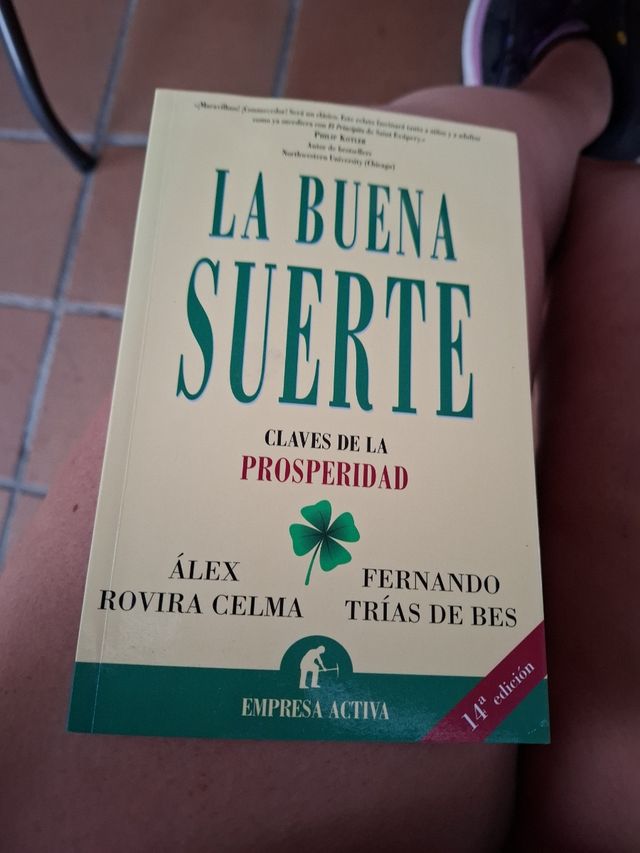 «¡Maravilloso! ¡Conmovedor! Será un clásico. Este relato fascinará tanto a niños y a adultos
como ya sucediera con El Principito de Saint Exúpery.»
PHILIP KOTLER
Autor de bestsellers
Northwestern University (Chicago)
LA BUENA
SUERTE
CLAVES DE LA
PROSPERIDAD
ÁLEX
ROVIRA CELMA
FERNANDO
TRÍAS DE BES
EMPRESA ACTIVA
14ª edición